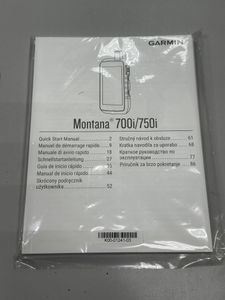 GARMIN
Montana® 700i/750i
Quick Start Manual 2
Manuel de démarrage rapide 9
Manuale di avvio rapido 18
Schnellstartanleitung 27
Guía de inicio rápido 35
Manual de início rápido 44
Skrócony podręcznik
użytkownika 52
Stručný návod k obsluze 61
Kratka navodila za uporabo 68
Краткое руководство по
эксплуатации 77
Priručnik za brzo pokretanje 86